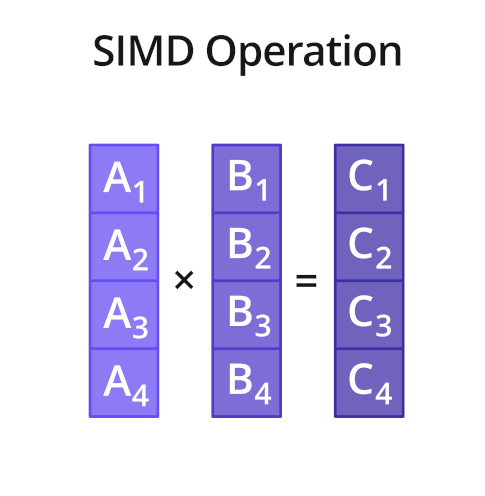 SIMD Operation
A₁ B₁ C₁
A₂ B₂ C₂
× =
A₃ B₃ C₃
A₄ B₄ C₄